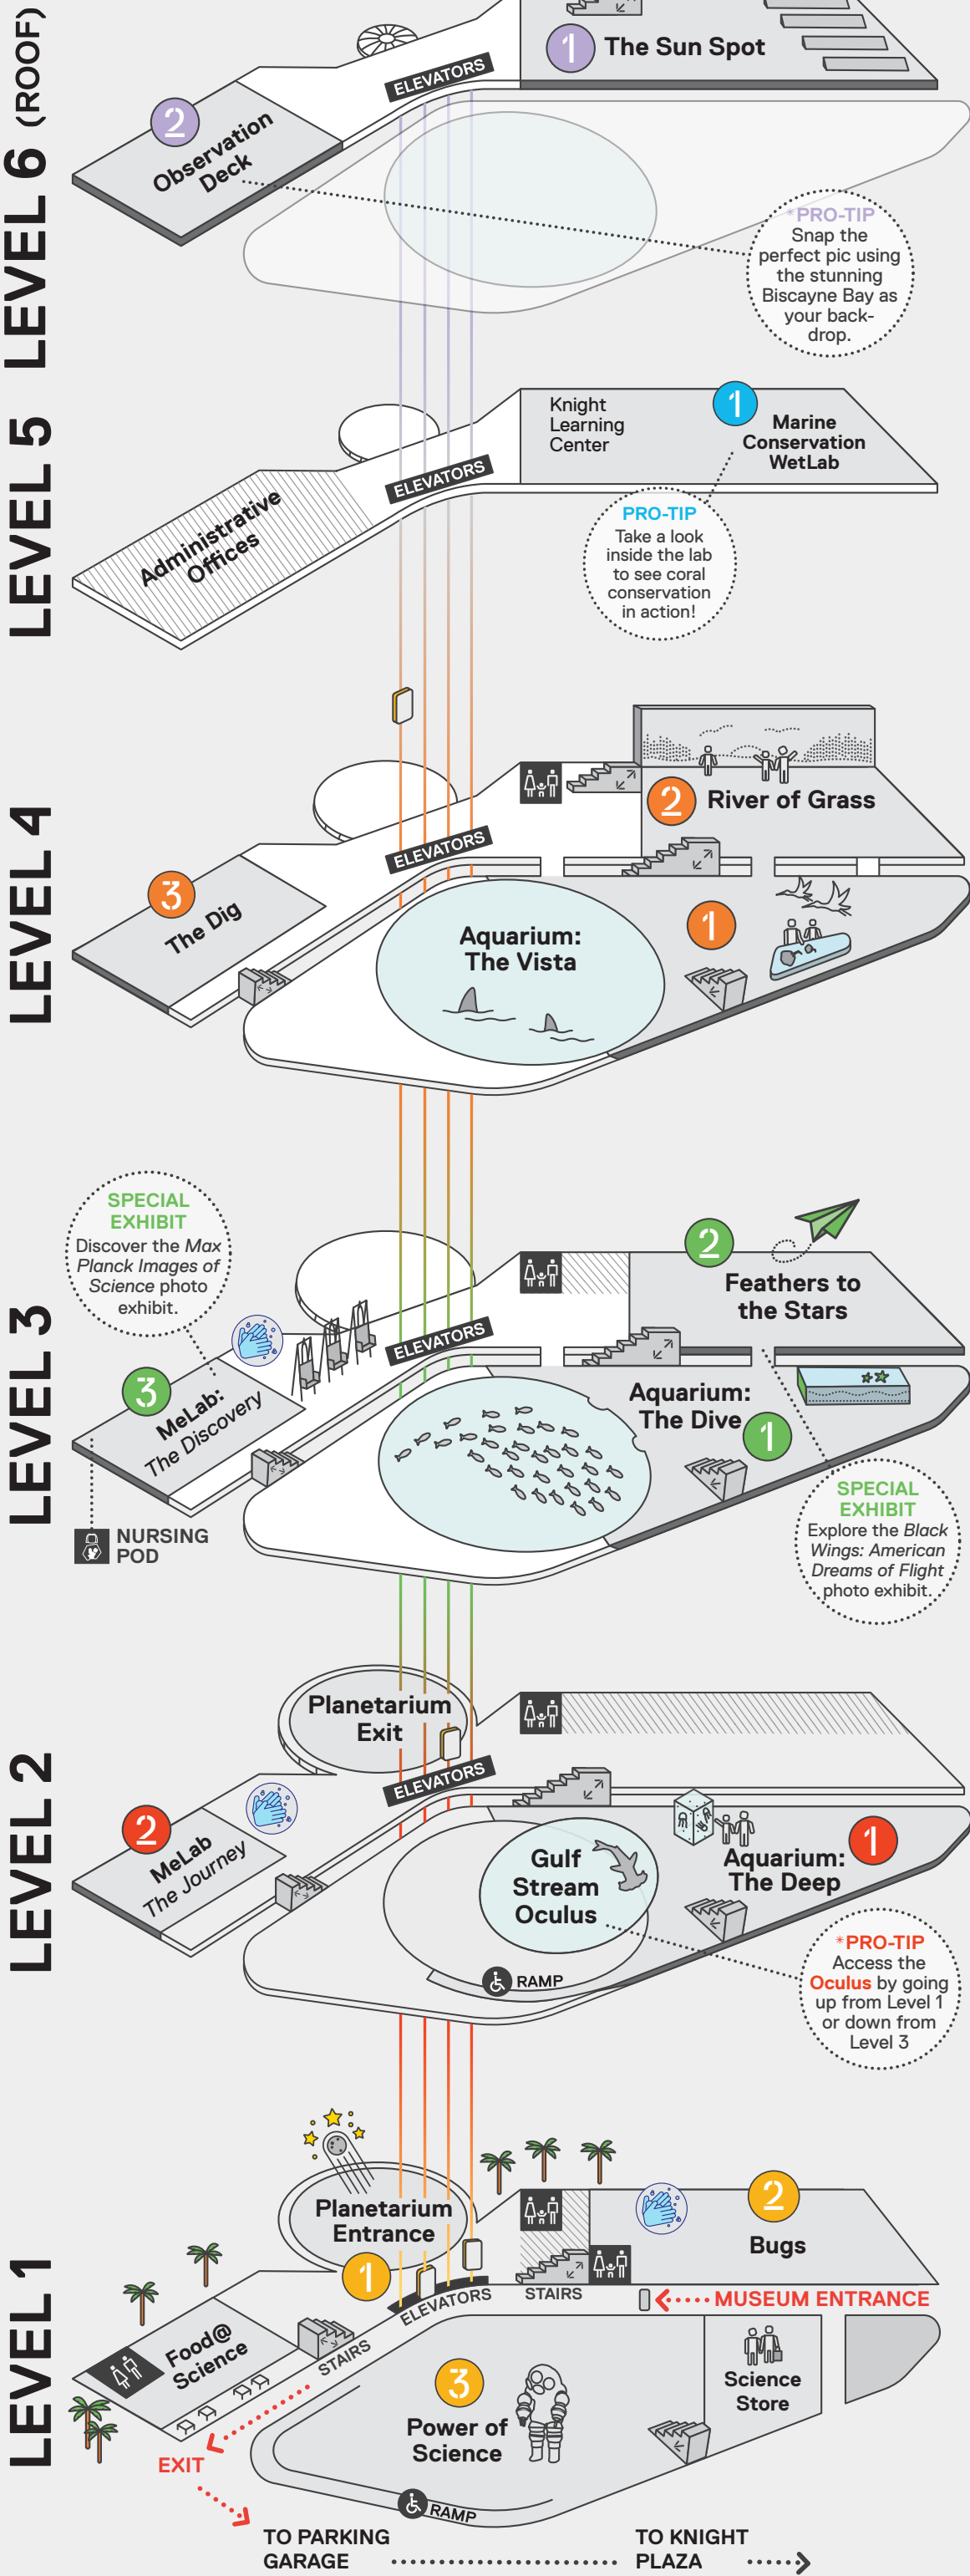 LEVEL 6 (ROOF)
1 The Sun Spot
ELEVATORS
2
Observation
Deck
*PRO-TIP
Snap the
perfect pic using
the stunning
Biscayne Bay as
your back-
drop.
LEVEL 5
Knight
Learning
Center
1
Marine
Conservation
WetLab
ELEVATORS
Administrative
Offices
PRO-TIP
Take a look
inside the lab
to see coral
conservation
in action!
LEVEL 4
2 River of Grass
ELEVATORS
3
The Dig
Aquarium:
The Vista
1
LEVEL 3
SPECIAL
EXHIBIT
Discover the Max
Planck Images of
Science photo
exhibit.
2
Feathers to
the Stars
ELEVATORS
3
MeLab:
The Discovery
Aquarium:
The Dive
1
NURSING
POD
SPECIAL
EXHIBIT
Explore the Black
Wings: American
Dreams of Flight
photo exhibit.
LEVEL 2
Planetarium
Exit
ELEVATORS
2
MeLab
The Journey
Gulf
Stream
Oculus
1
Aquarium:
The Deep
RAMP
*PRO-TIP
Access the
Oculus by going
up from Level 1
or down from
Level 3
LEVEL 1
Planetarium
Entrance
1
2
Bugs
ELEVATORS
STAIRS
MUSEUM ENTRANCE
Food@
Science
STAIRS
3
Power of
Science
Science
Store
EXIT
RAMP
TO PARKING
GARAGE
TO KNIGHT
PLAZA